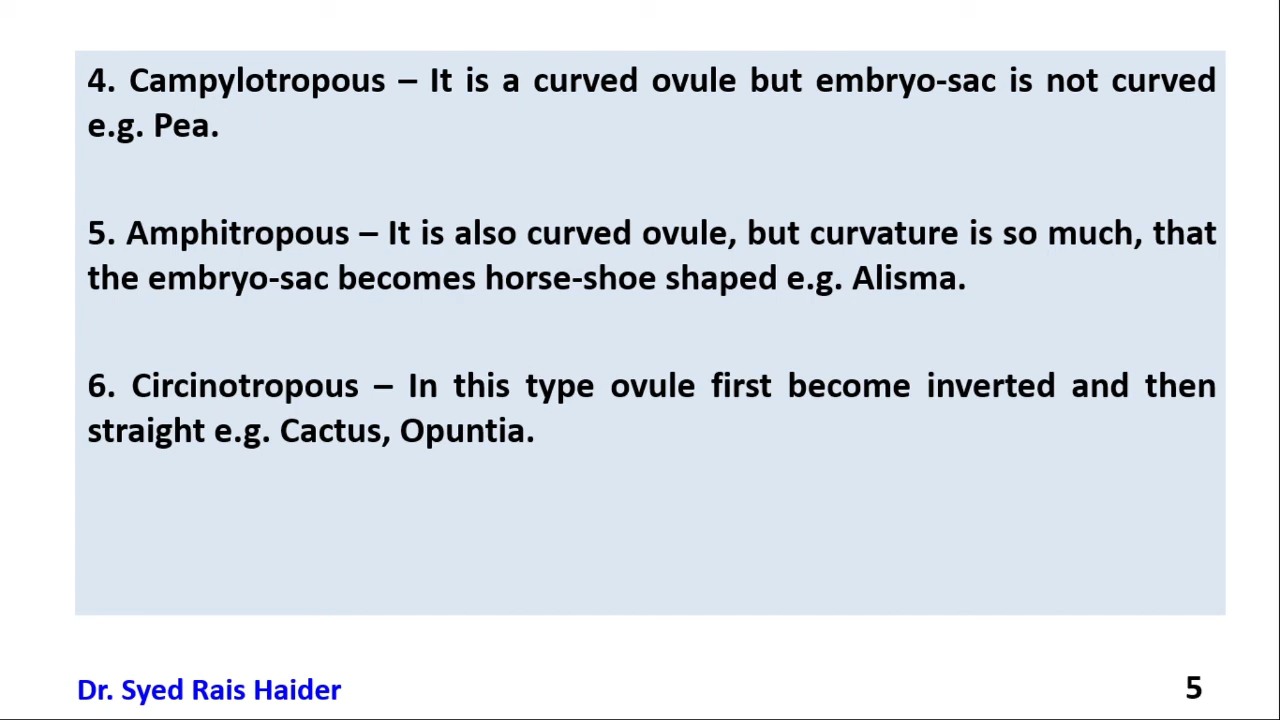 4. Campylotropous – It is a curved ovule but embryo-sac is not curved
e.g. Pea.
5. Amphitropous – It is also curved ovule, but curvature is so much, that
the embryo-sac becomes horse-shoe shaped e.g. Alisma.
6. Circinotropous – In this type ovule first become inverted and then
straight e.g. Cactus, Opuntia.
Dr. Syed Rais Haider
5